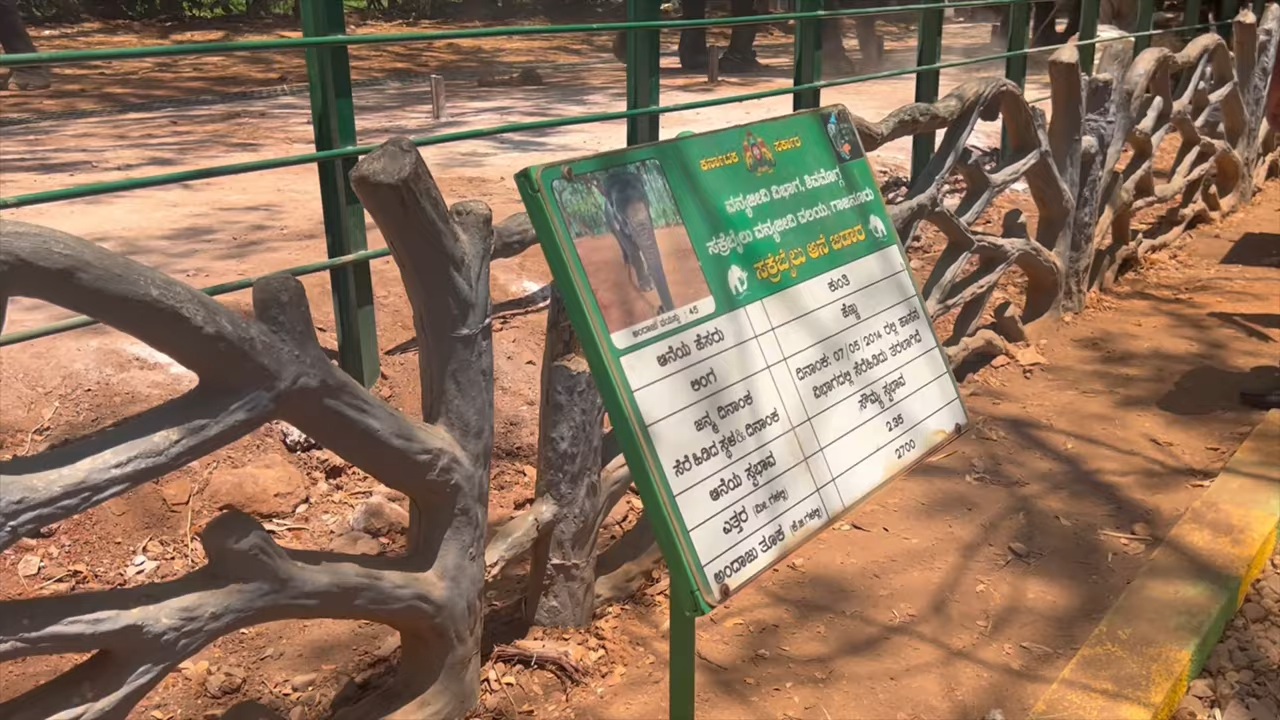 ಕರ್ನಾಟಕ ಸರ್ಕಾರ
ವನ್ಯಜೀವಿ ವಿಭಾಗ, ಶಿವಮೊಗ್ಗ
ಸಕ್ರೆಬೈಲು ವನ್ಯಜೀವಿ ವಲಯ, ಗಾಜನೂರು
ಸಕ್ರೆಬೈಲು ಆನೆ ಬಿಡಾರ
ಅಂದಾಜು ವಯಸ್ಸು : 45
ಆನೆಯ ಹೆಸರು ಕುಂತಿ
ಲಿಂಗ ಹೆಣ್ಣು
ಜನ್ಮ ದಿನಾಂಕ
ಸೆರೆ ಹಿಡಿದ ಸ್ಥಳ/ಹಿ.ದಿನಾಂಕ ದಿನಾಂಕ: 07/05/2014 ರಲ್ಲಿ ಹಾಸನ
ವಿಭಾಗದಲ್ಲಿ ಸೆರೆಹಿಡಿದು ತರಲಾಗಿದೆ
ಆನೆಯ ಸ್ವಭಾವ ಸೌಮ್ಯ ಸ್ವಭಾವ
ಎತ್ತರ (ಮೀ.ಗಳಲ್ಲಿ) 2.35
ಅಂದಾಜು ತೂಕ (ಕೆ.ಜಿ.ಗಳಲ್ಲಿ) 2700